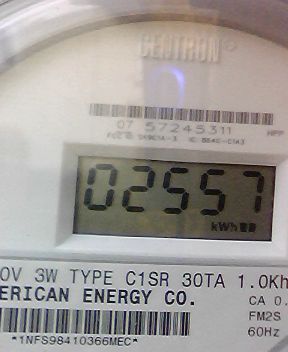 CENTRON
07 57245311
02557
kWh
0V 3W TYPE C1SR 30TA 1.0Kh
ERICAN ENERGY CO.
CA 0.
FM2S
60Hz
*1NFS98410366MEC*